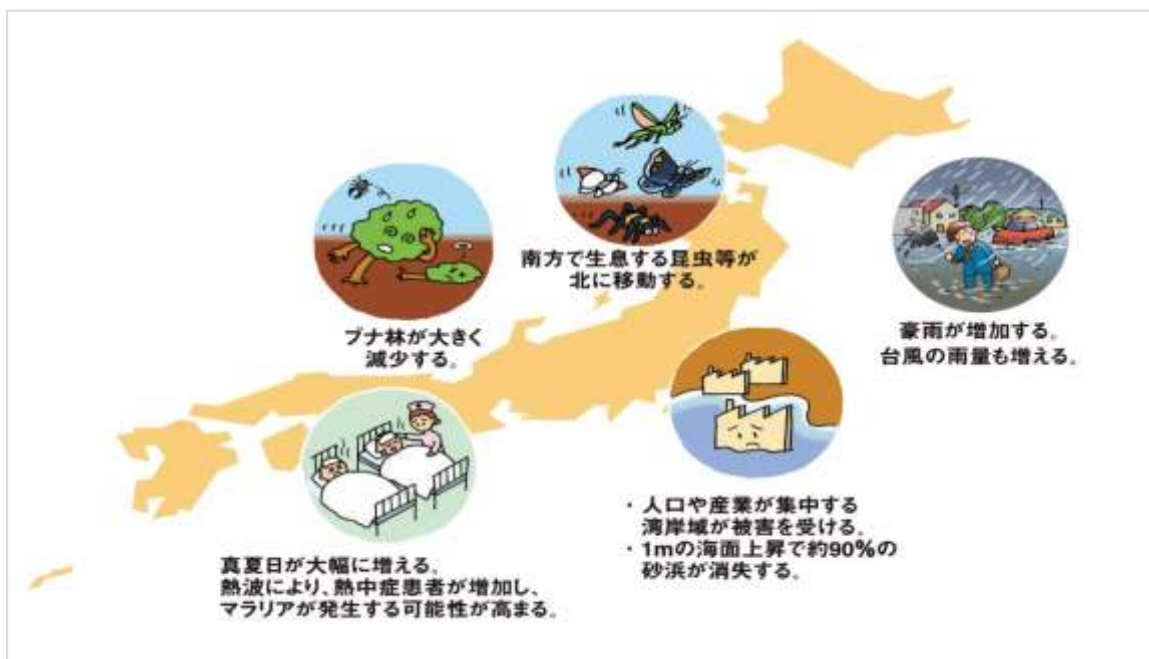 南方で生息する昆虫等が
北に移動する。
ブナ林が大きく
減少する。
豪雨が増加する。
台風の雨量も増える。
・人口や産業が集中する
湾岸域が被害を受ける。
・1mの海面上昇で約90%の
砂浜が消失する。
真夏日が大幅に増える。
熱波により、熱中症患者が増加し、
マラリアが発生する可能性が高まる。